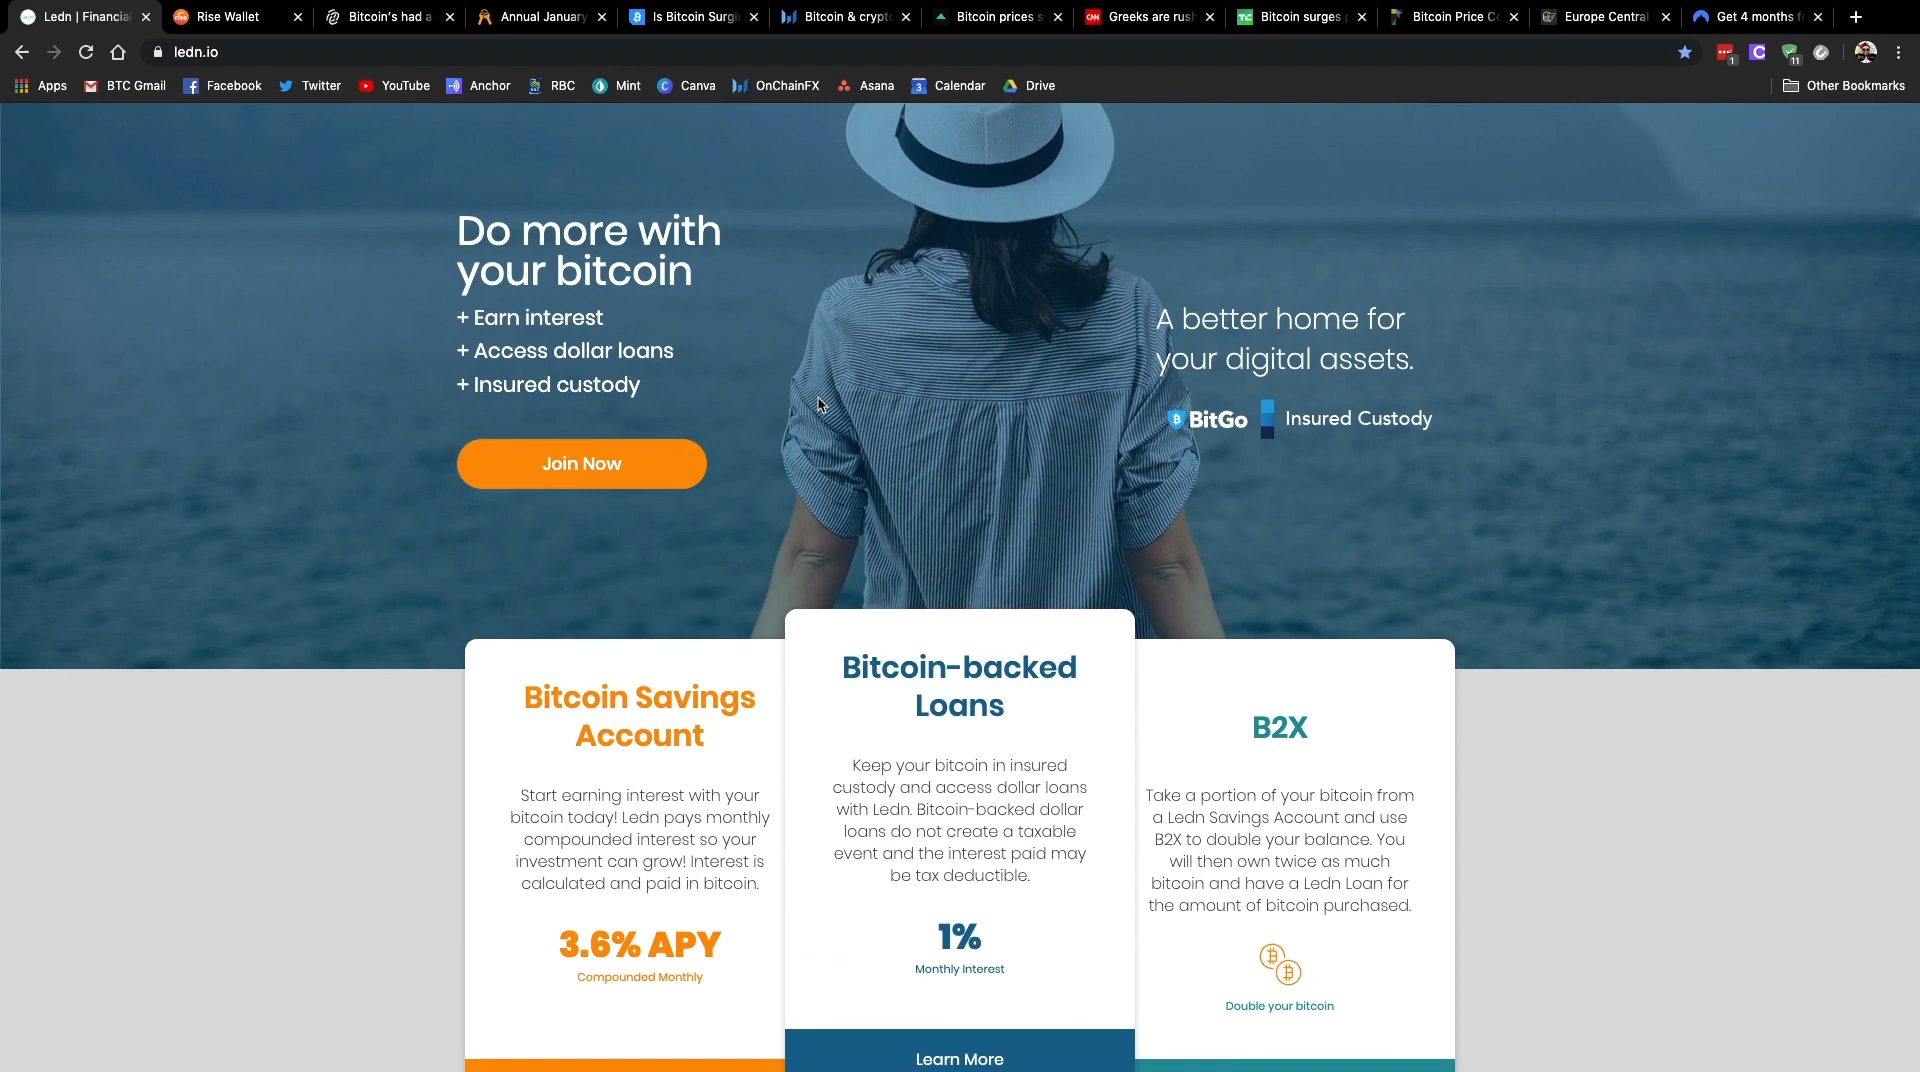 Ledn | Financial
Rise Wallet
Bitcoin's had a
Annual January
Is Bitcoin Surgi
Bitcoin & crypto
Bitcoin prices s
CNN Greeks are rush
TC Bitcoin surges
Bitcoin Price Co
Europe Central
Get 4 months f
ledn.io
1
11
Apps
BTC Gmail
Facebook
Twitter
YouTube
Anchor
RBC
Mint
Canva
OnChainFX
Asana
3 Calendar
Drive
Other Bookmarks
Do more with
your bitcoin
+ Earn interest
+ Access dollar loans
+ Insured custody
Join Now
A better home for
your digital assets.
BitGo Insured Custody
Bitcoin Savings
Account
Start earning interest with your
bitcoin today! Ledn pays monthly
compounded interest so your
investment can grow! Interest is
calculated and paid in bitcoin.
3.6% APY
Compounded Monthly
Bitcoin-backed
Loans
Keep your bitcoin in insured
custody and access dollar loans
with Ledn. Bitcoin-backed dollar
loans do not create a taxable
event and the interest paid may
be tax deductible.
1%
Monthly Interest
Learn More
B2X
Take a portion of your bitcoin from
a Ledn Savings Account and use
B2X to double your balance. You
will then own twice as much
bitcoin and have a Ledn Loan for
the amount of bitcoin purchased.
Double your bitcoin